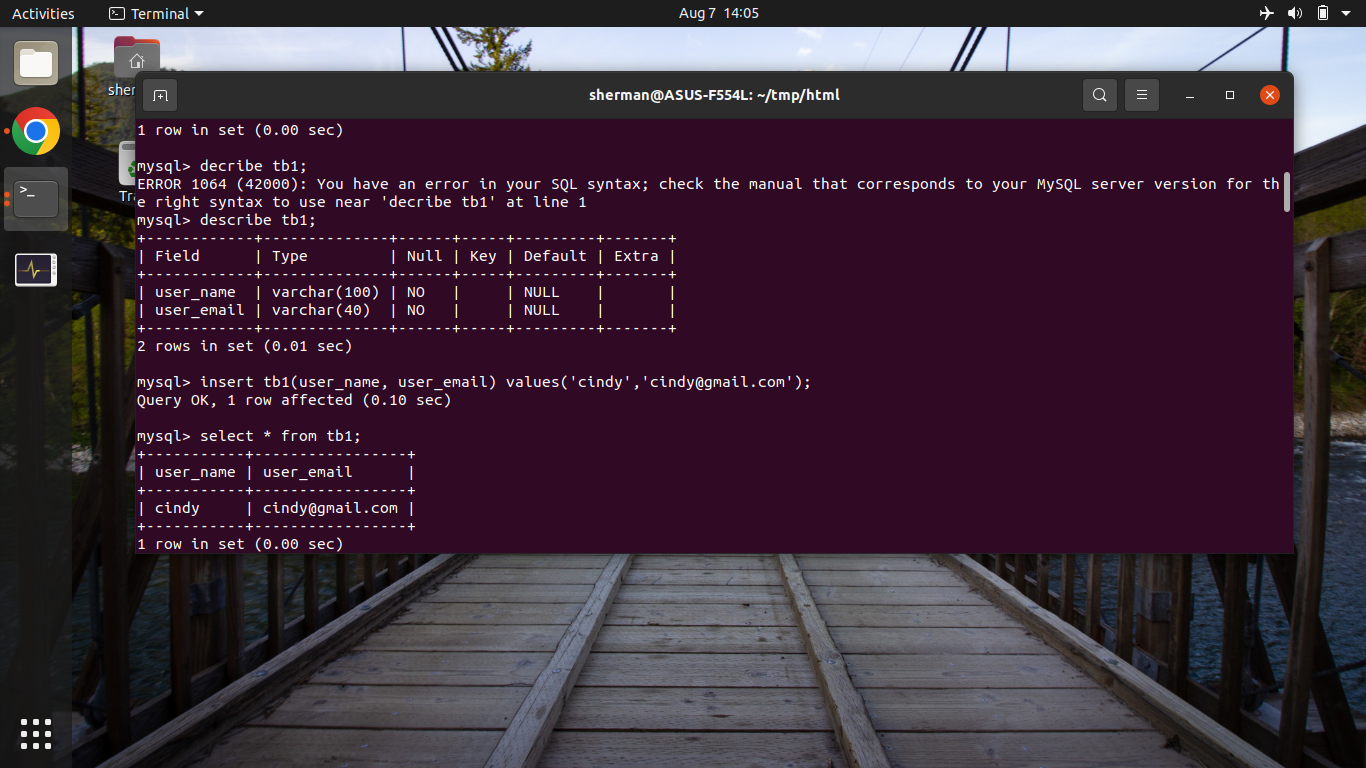 Activities Terminal Aug 7 14:05
sher
Tra
sherman@ASUS-F554L: ~/tmp/html
1 row in set (0.00 sec)
mysql> decribe tb1;
ERROR 1064 (42000): You have an error in your SQL syntax; check the manual that corresponds to your MySQL server version for th
e right syntax to use near 'decribe tb1' at line 1
mysql> describe tb1;
+------------+--------------+------+-----+---------+-------+
| Field      | Type         | Null | Key | Default | Extra |
+------------+--------------+------+-----+---------+-------+
| user_name  | varchar(100) | NO   |     | NULL    |       |
| user_email | varchar(40)  | NO   |     | NULL    |       |
+------------+--------------+------+-----+---------+-------+
2 rows in set (0.01 sec)
mysql> insert tb1(user_name, user_email) values('cindy','cindy@gmail.com');
Query OK, 1 row affected (0.10 sec)
mysql> select * from tb1;
+-----------+-----------------+
| user_name | user_email      |
+-----------+-----------------+
| cindy     | cindy@gmail.com |
+-----------+-----------------+
1 row in set (0.00 sec)